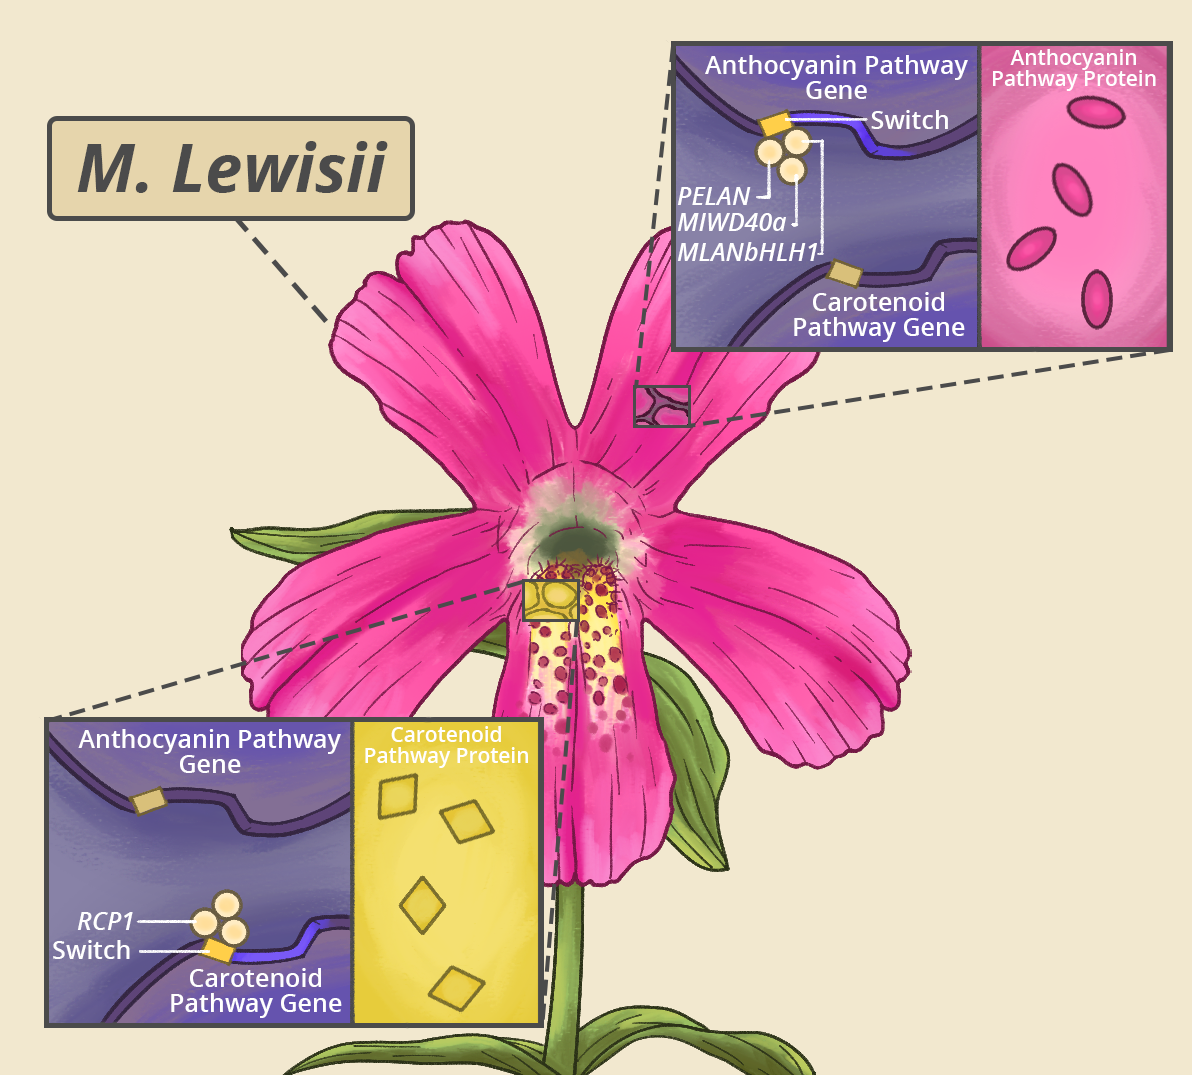 M. Lewisii
Anthocyanin Pathway
Gene
Switch
PELAN
MIWD40a
MLANbHLH1
Carotenoid
Pathway Gene
Anthocyanin
Pathway Protein
Anthocyanin Pathway
Gene
RCP1
Switch
Carotenoid
Pathway Gene
Carotenoid
Pathway Protein